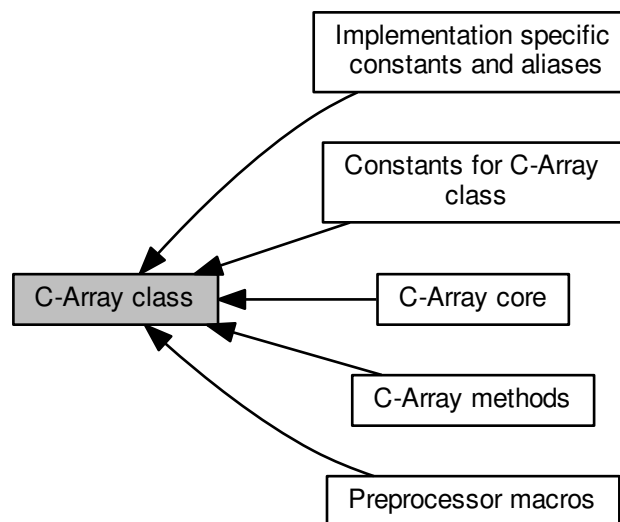 Implementation specific
constants and aliases
Constants for C-Array
class
C-Array class
C-Array core
C-Array methods
Preprocessor macros